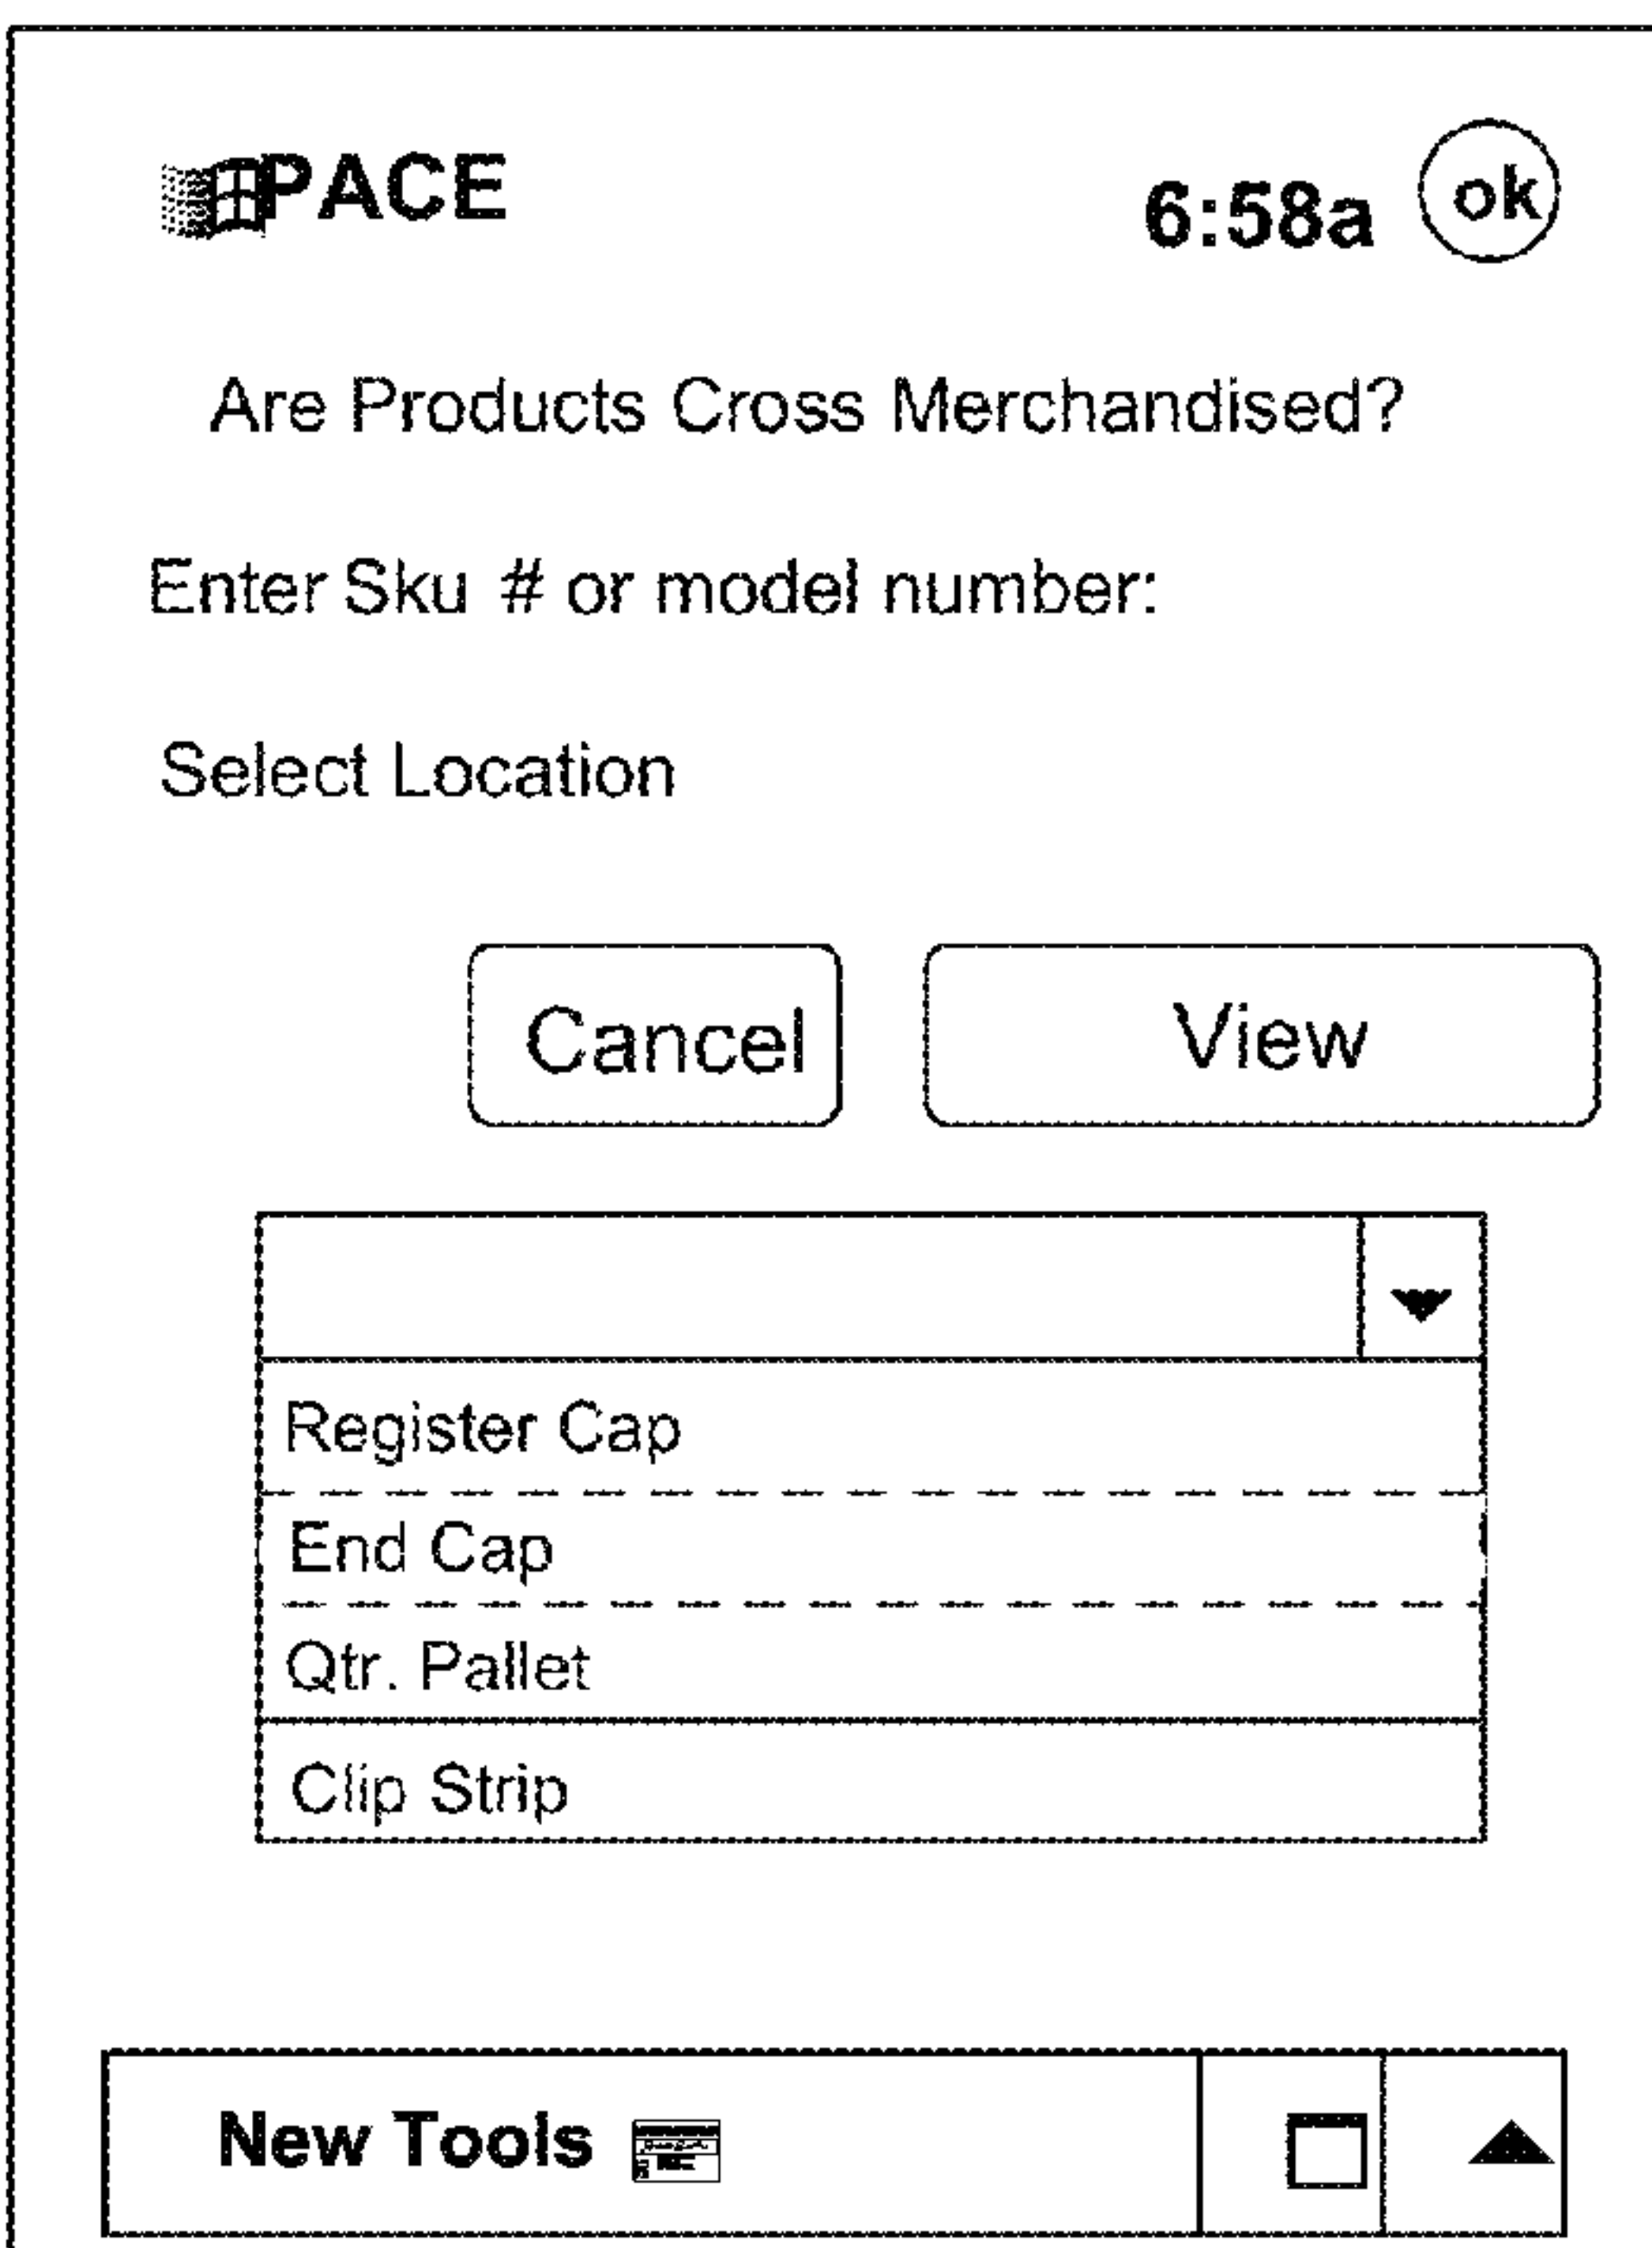 PACE
6:58a ok
Are Products Cross Merchandised?
Enter Sku # or model number:
Select Location
Cancel View
Register Cap
End Cap
Qtr. Pallet
Clip Strip
New Tools